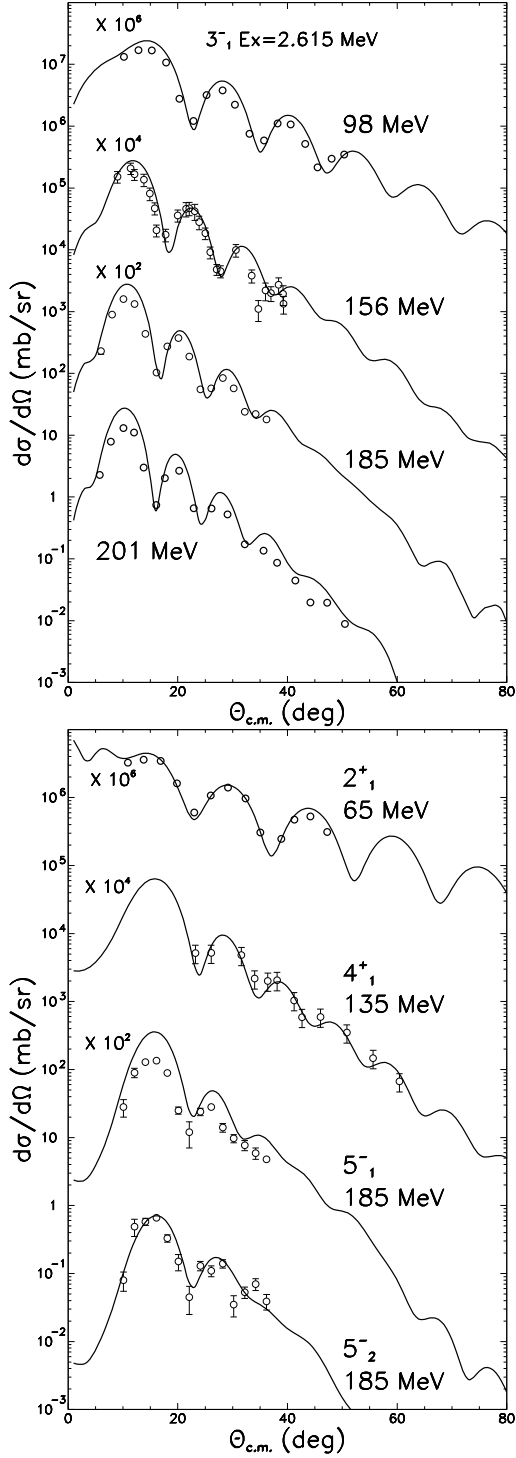 X 10⁶
3⁻₁ Ex=2.615 MeV
10⁷
98 MeV
10⁶
X 10⁴
10⁵
10⁴
X 10²
156 MeV
10³
dσ/dΩ (mb/sr)
10²
185 MeV
10
1
201 MeV
10⁻¹
10⁻²
10⁻³
0 20 40 60 80
Θc.m. (deg)
2⁺₁
X 10⁶
65 MeV
10⁶
10⁵
X 10⁴
4⁺₁
10⁴
135 MeV
10³
dσ/dΩ (mb/sr)
X 10²
10²
5⁻₁
10
185 MeV
1
10⁻¹
5⁻₂
10⁻²
185 MeV
10⁻³
0 20 40 60 80
Θc.m. (deg)